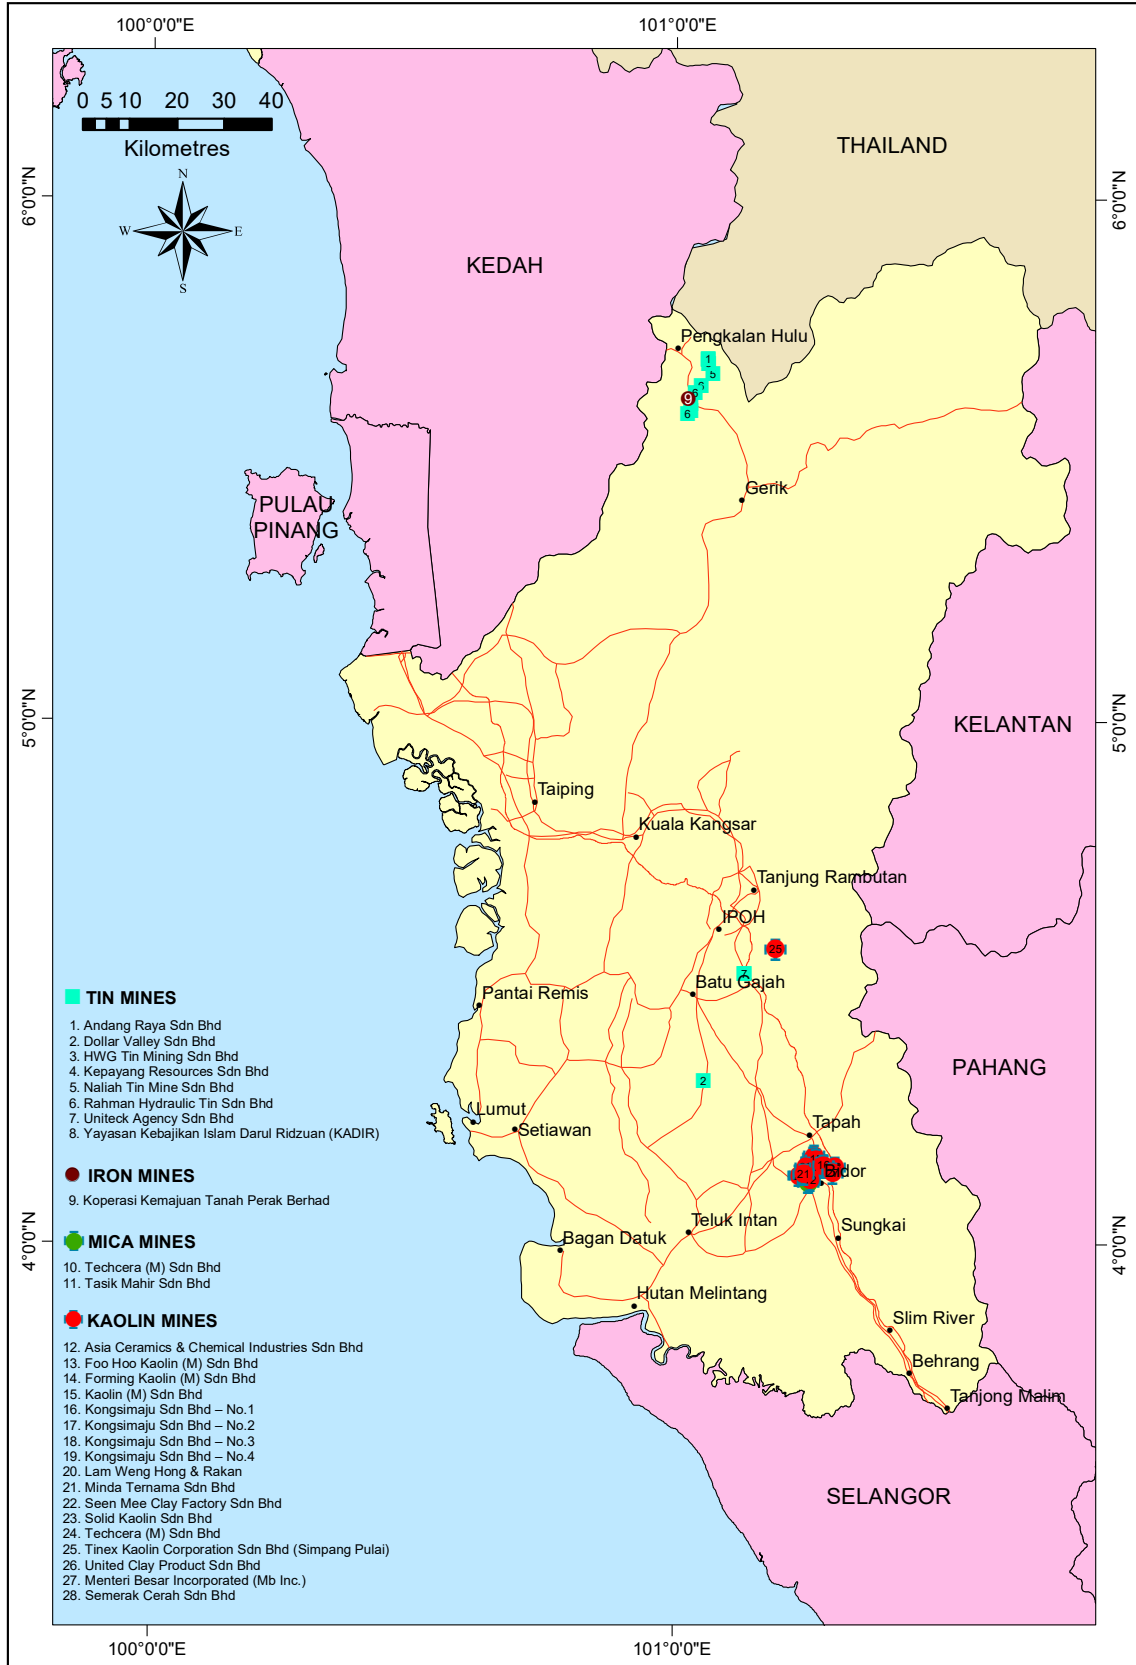 100°0'0"E
101°0'0"E
0 5 10 20 30 40
Kilometres
N
W
E
S
6°0'0"N
6°0'0"N
THAILAND
KEDAH
Pengkalan Hulu
1
5
6
6
9
6
Gerik
PULAU
PINANG
5°0'0"N
5°0'0"N
KELANTAN
Taiping
Kuala Kangsar
Tanjung Rambutan
IPOH
25
7
Batu Gajah
Pantai Remis
PAHANG
2
Lumut
Setiawan
Tapah
21
Bidor
Teluk Intan
Sungkai
Bagan Datuk
4°0'0"N
4°0'0"N
Hutan Melintang
Slim River
Behrang
Tanjong Malim
SELANGOR
TIN MINES
1. Andang Raya Sdn Bhd
2. Dollar Valley Sdn Bhd
3. HWG Tin Mining Sdn Bhd
4. Kepayang Resources Sdn Bhd
5. Naliah Tin Mine Sdn Bhd
6. Rahman Hydraulic Tin Sdn Bhd
7. Uniteck Agency Sdn Bhd
8. Yayasan Kebajikan Islam Darul Ridzuan (KADIR)
IRON MINES
9. Koperasi Kemajuan Tanah Perak Berhad
MICA MINES
10. Techcera (M) Sdn Bhd
11. Tasik Mahir Sdn Bhd
KAOLIN MINES
12. Asia Ceramics & Chemical Industries Sdn Bhd
13. Foo Hoo Kaolin (M) Sdn Bhd
14. Forming Kaolin (M) Sdn Bhd
15. Kaolin (M) Sdn Bhd
16. Kongsimaju Sdn Bhd – No.1
17. Kongsimaju Sdn Bhd – No.2
18. Kongsimaju Sdn Bhd – No.3
19. Kongsimaju Sdn Bhd – No.4
20. Lam Weng Hong & Rakan
21. Minda Ternama Sdn Bhd
22. Seen Mee Clay Factory Sdn Bhd
23. Solid Kaolin Sdn Bhd
24. Techcera (M) Sdn Bhd
25. Tinex Kaolin Corporation Sdn Bhd (Simpang Pulai)
26. United Clay Product Sdn Bhd
27. Menteri Besar Incorporated (Mb Inc.)
28. Semerak Cerah Sdn Bhd
100°0'0"E
101°0'0"E